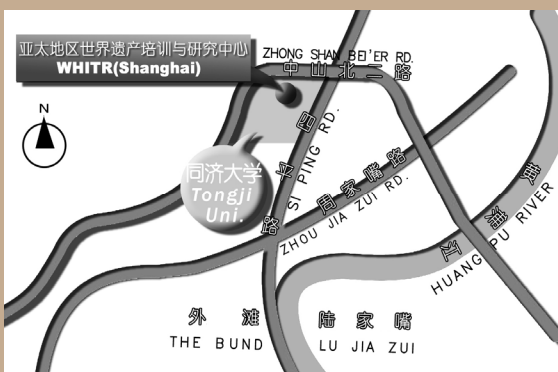 亚太地区世界遗产培训与研究中心
WHITR(Shanghai)
ZHONG SHAN BEI'ER RD.
中山北二路
N
四平路
SI PING RD.
同济大学
Tongji
Uni.
周家嘴路
ZHOU JIA ZUI RD.
黄浦江
HUANG PU RIVER
外滩
THE BUND
陆家嘴
LU JIA ZUI